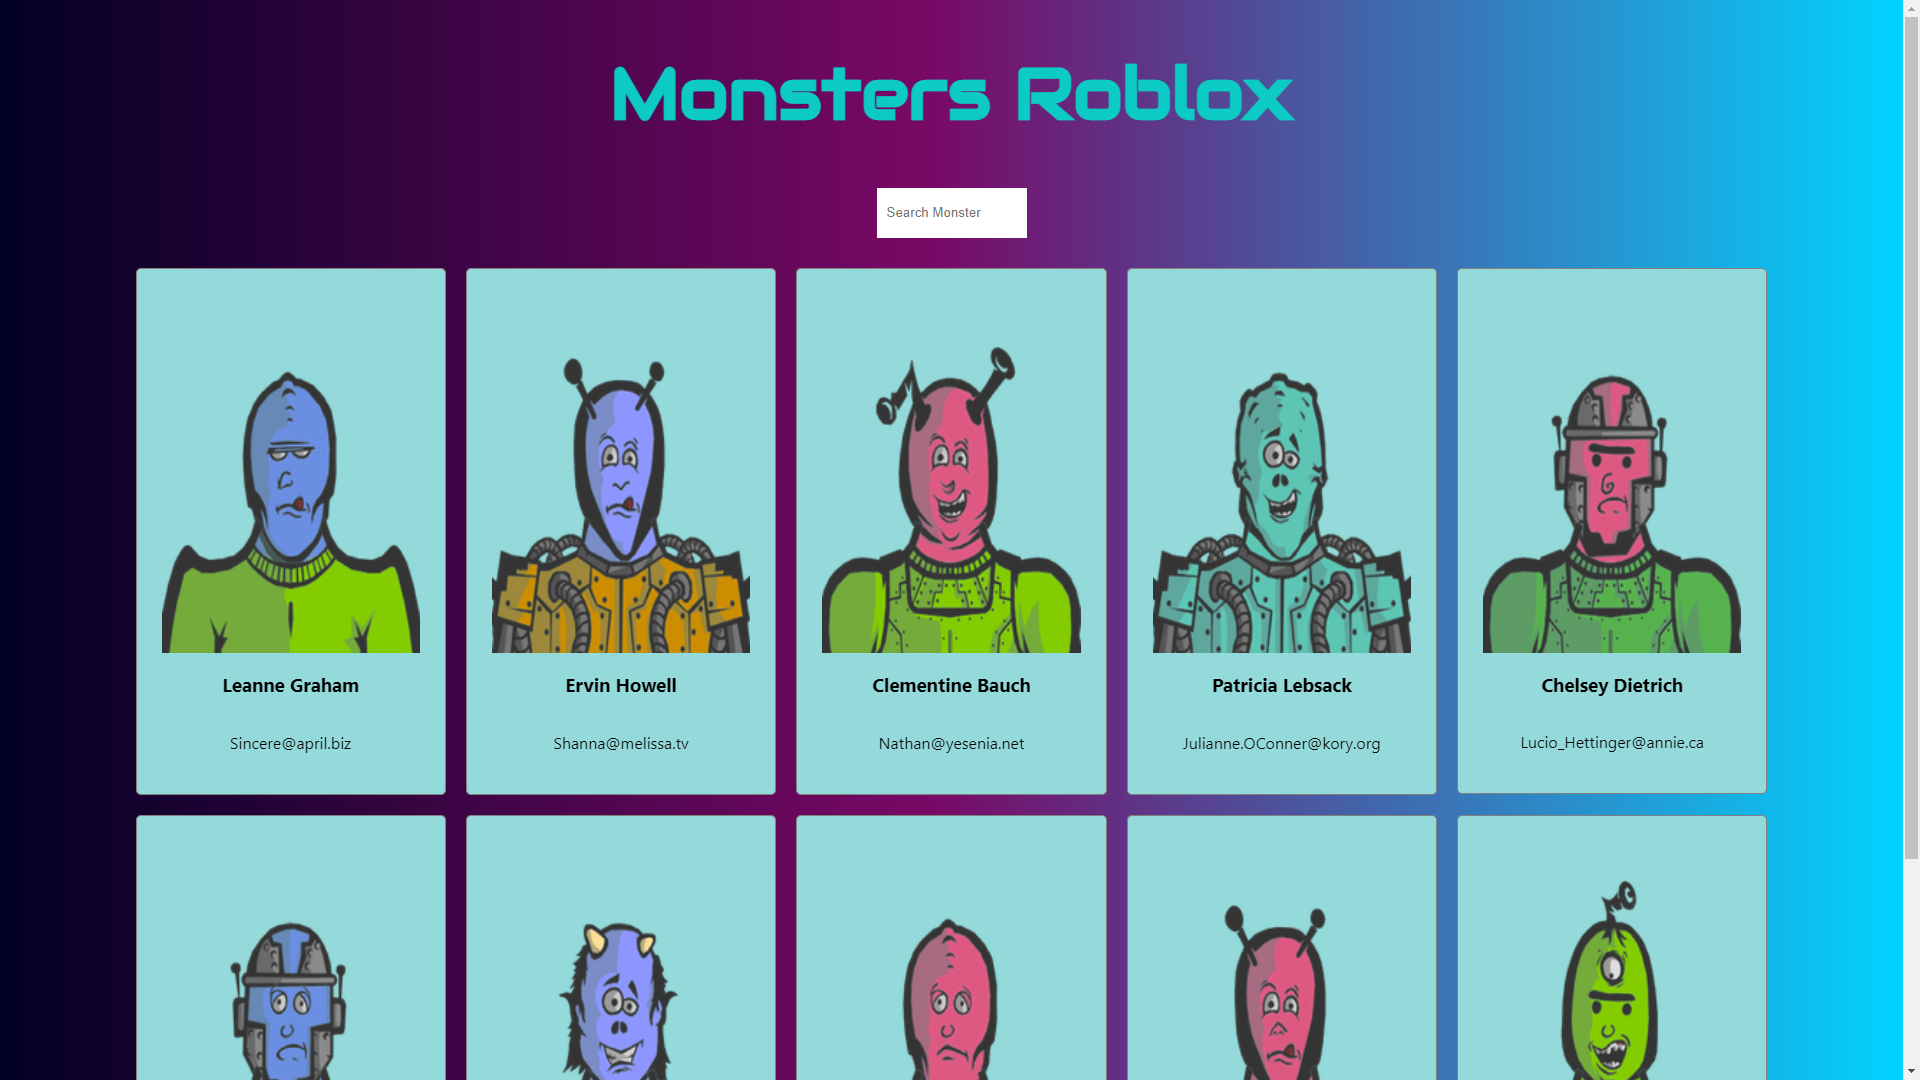 Monsters Roblox
Search Monster
Leanne Graham
Sincere@april.biz
Ervin Howell
Shanna@melissa.tv
Clementine Bauch
Nathan@yesenia.net
Patricia Lebsack
Julianne.OConner@kory.org
Chelsey Dietrich
Lucio_Hettinger@annie.ca